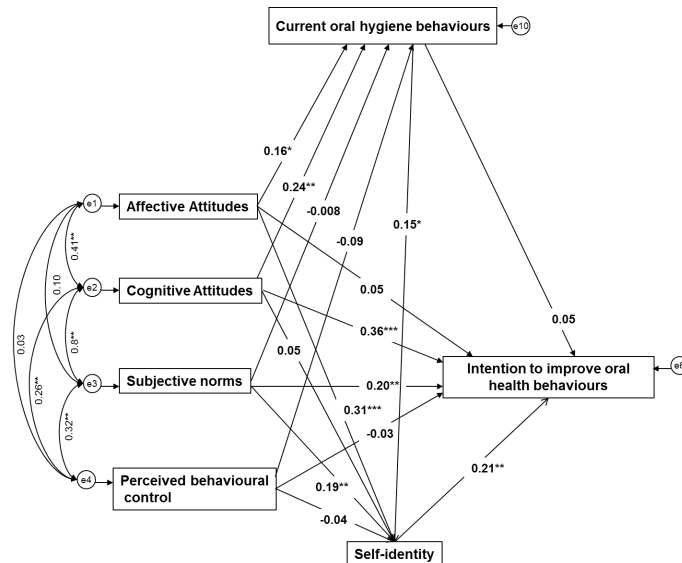 Current oral hygiene behaviours
e10
0.16*
0.24**
-0.008
-0.09
0.15*
e1
Affective Attitudes
0.41**
0.10
0.03
e2
Cognitive Attitudes
0.05
0.36***
0.05
0.05
0.8**
0.26**
e3
Subjective norms
0.20**
Intention to improve oral
health behaviours
e6
0.31***
-0.03
0.32**
e4
Perceived behavioural
control
0.19**
-0.04
0.21**
Self-identity